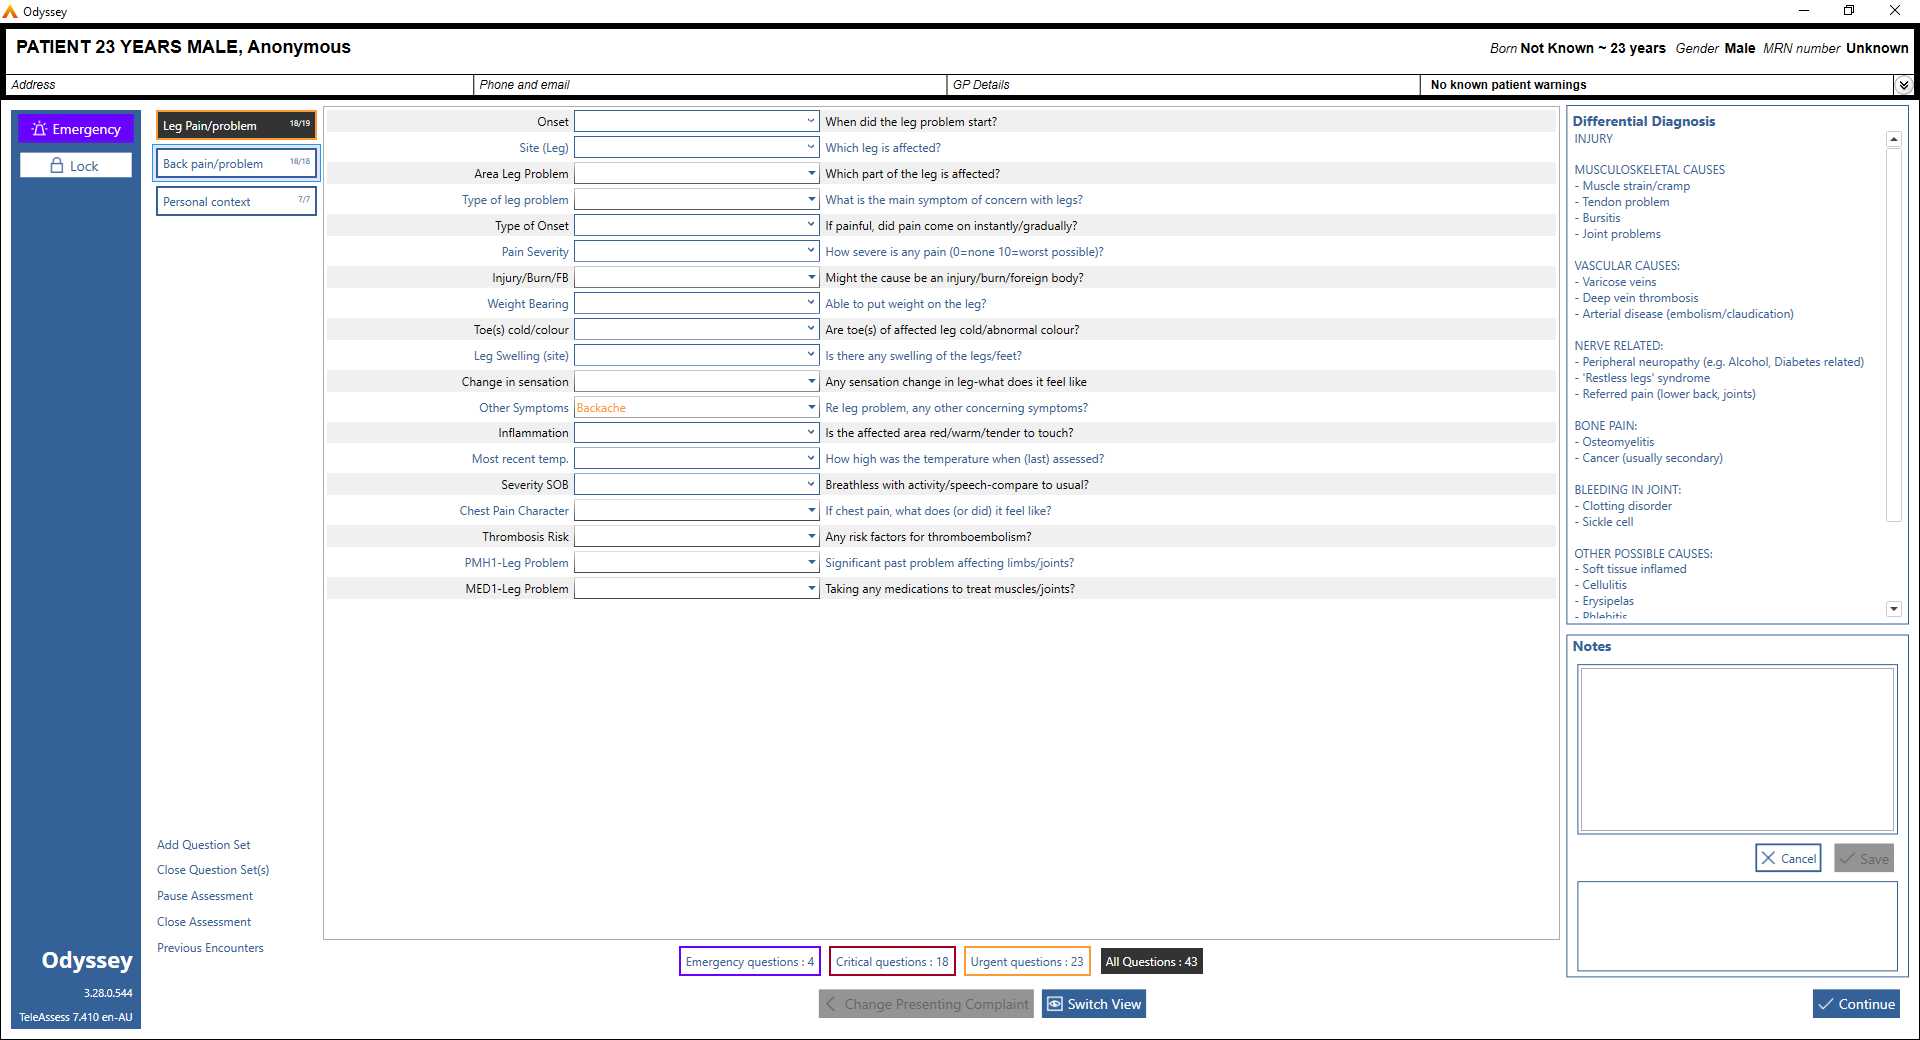 Odyssey
PATIENT 23 YEARS MALE, Anonymous
Born Not Known ~ 23 years Gender Male MRN number Unknown
Address
Phone and email
GP Details
No known patient warnings
Emergency
Lock
Leg Pain/problem 18/19
Back pain/problem 18/18
Personal context 7/7
Onset When did the leg problem start?
Site (Leg) Which leg is affected?
Area Leg Problem Which part of the leg is affected?
Type of leg problem What is the main symptom of concern with legs?
Type of Onset If painful, did pain come on instantly/gradually?
Pain Severity How severe is any pain (0=none 10=worst possible)?
Injury/Burn/FB Might the cause be an injury/burn/foreign body?
Weight Bearing Able to put weight on the leg?
Toe(s) cold/colour Are toe(s) of affected leg cold/abnormal colour?
Leg Swelling (site) Is there any swelling of the legs/feet?
Change in sensation Any sensation change in leg-what does it feel like
Other Symptoms Backache Re leg problem, any other concerning symptoms?
Inflammation Is the affected area red/warm/tender to touch?
Most recent temp. How high was the temperature when (last) assessed?
Severity SOB Breathless with activity/speech-compare to usual?
Chest Pain Character If chest pain, what does (or did) it feel like?
Thrombosis Risk Any risk factors for thromboembolism?
PMH1-Leg Problem Significant past problem affecting limbs/joints?
MED1-Leg Problem Taking any medications to treat muscles/joints?
Differential Diagnosis
INJURY
MUSCULOSKELETAL CAUSES
- Muscle strain/cramp
- Tendon problem
- Bursitis
- Joint problems
VASCULAR CAUSES:
- Varicose veins
- Deep vein thrombosis
- Arterial disease (embolism/claudication)
NERVE RELATED:
- Peripheral neuropathy (e.g. Alcohol, Diabetes related)
- 'Restless legs' syndrome
- Referred pain (lower back, joints)
BONE PAIN:
- Osteomyelitis
- Cancer (usually secondary)
BLEEDING IN JOINT:
- Clotting disorder
- Sickle cell
OTHER POSSIBLE CAUSES:
- Soft tissue inflamed
- Cellulitis
- Erysipelas
- Phlebitis
Notes
Cancel
Save
Add Question Set
Close Question Set(s)
Pause Assessment
Close Assessment
Previous Encounters
Odyssey
3.28.0.544
TeleAssess 7.410 en-AU
Emergency questions : 4
Critical questions : 18
Urgent questions : 23
All Questions : 43
Change Presenting Complaint
Switch View
Continue